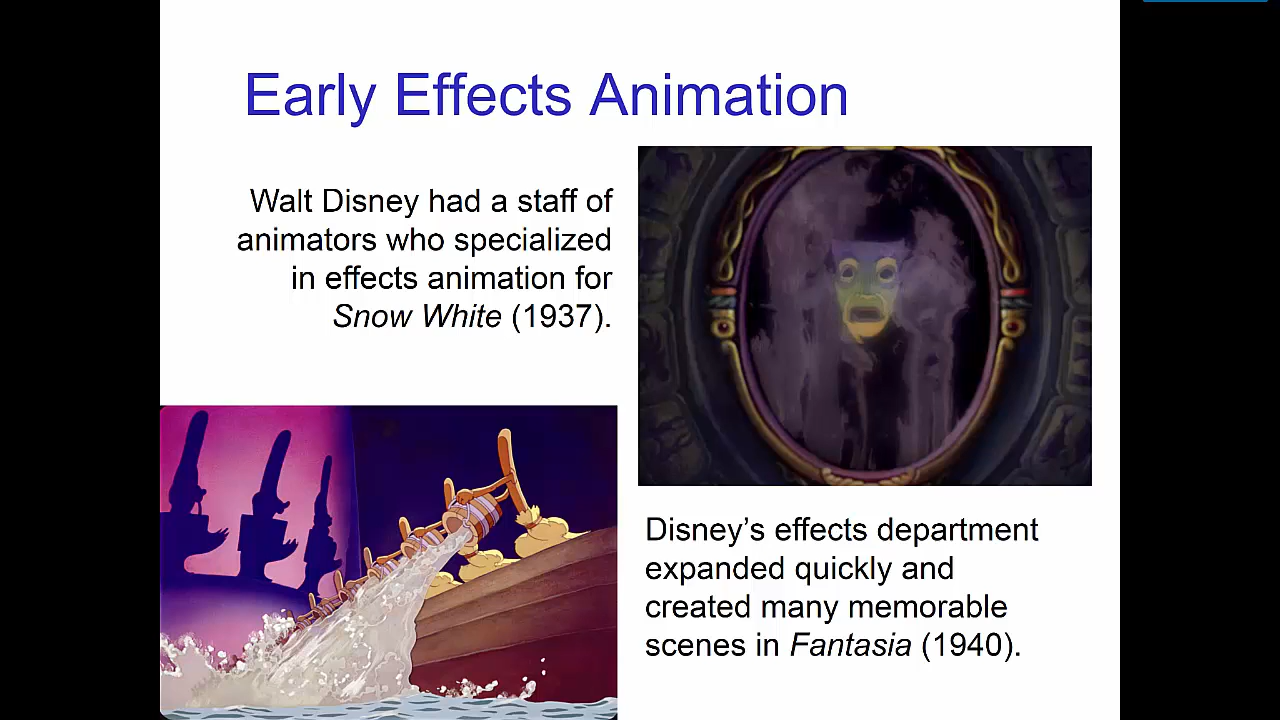 Early Effects Animation
Walt Disney had a staff of
animators who specialized
in effects animation for
Snow White (1937).
Disney’s effects department
expanded quickly and
created many memorable
scenes in Fantasia (1940).